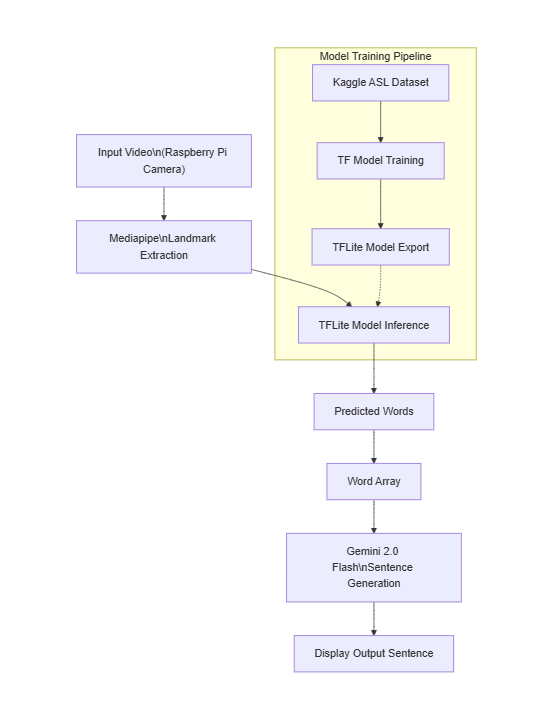 Model Training Pipeline
Kaggle ASL Dataset
Input Video\n(Raspberry Pi
Camera)
TF Model Training
Mediapipe\nLandmark
Extraction
TFLite Model Export
TFLite Model Inference
Predicted Words
Word Array
Gemini 2.0
Flash\nSentence
Generation
Display Output Sentence